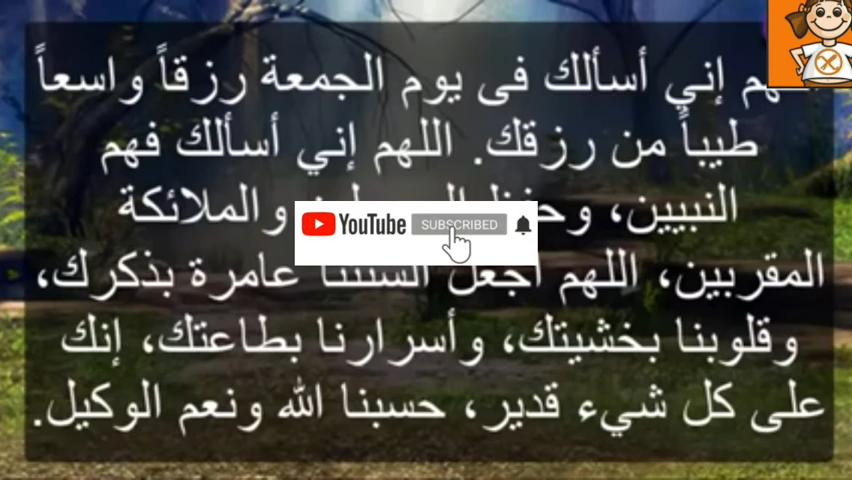 إني أسألك فى يوم الجمعة رزقاً واسعاً
طيباً من رزقك. اللهم إني أسألك فهم
النبيين، وحفظ والملائكة
YouTube SUBSCRIBED
المقربين، اللهم اجعل ألسنتنا عامرة بذكرك،
وقلوبنا بخشيتك، وأسرارنا بطاعتك، إنك
على كل شيء قدير، حسبنا الله ونعم الوكيل.